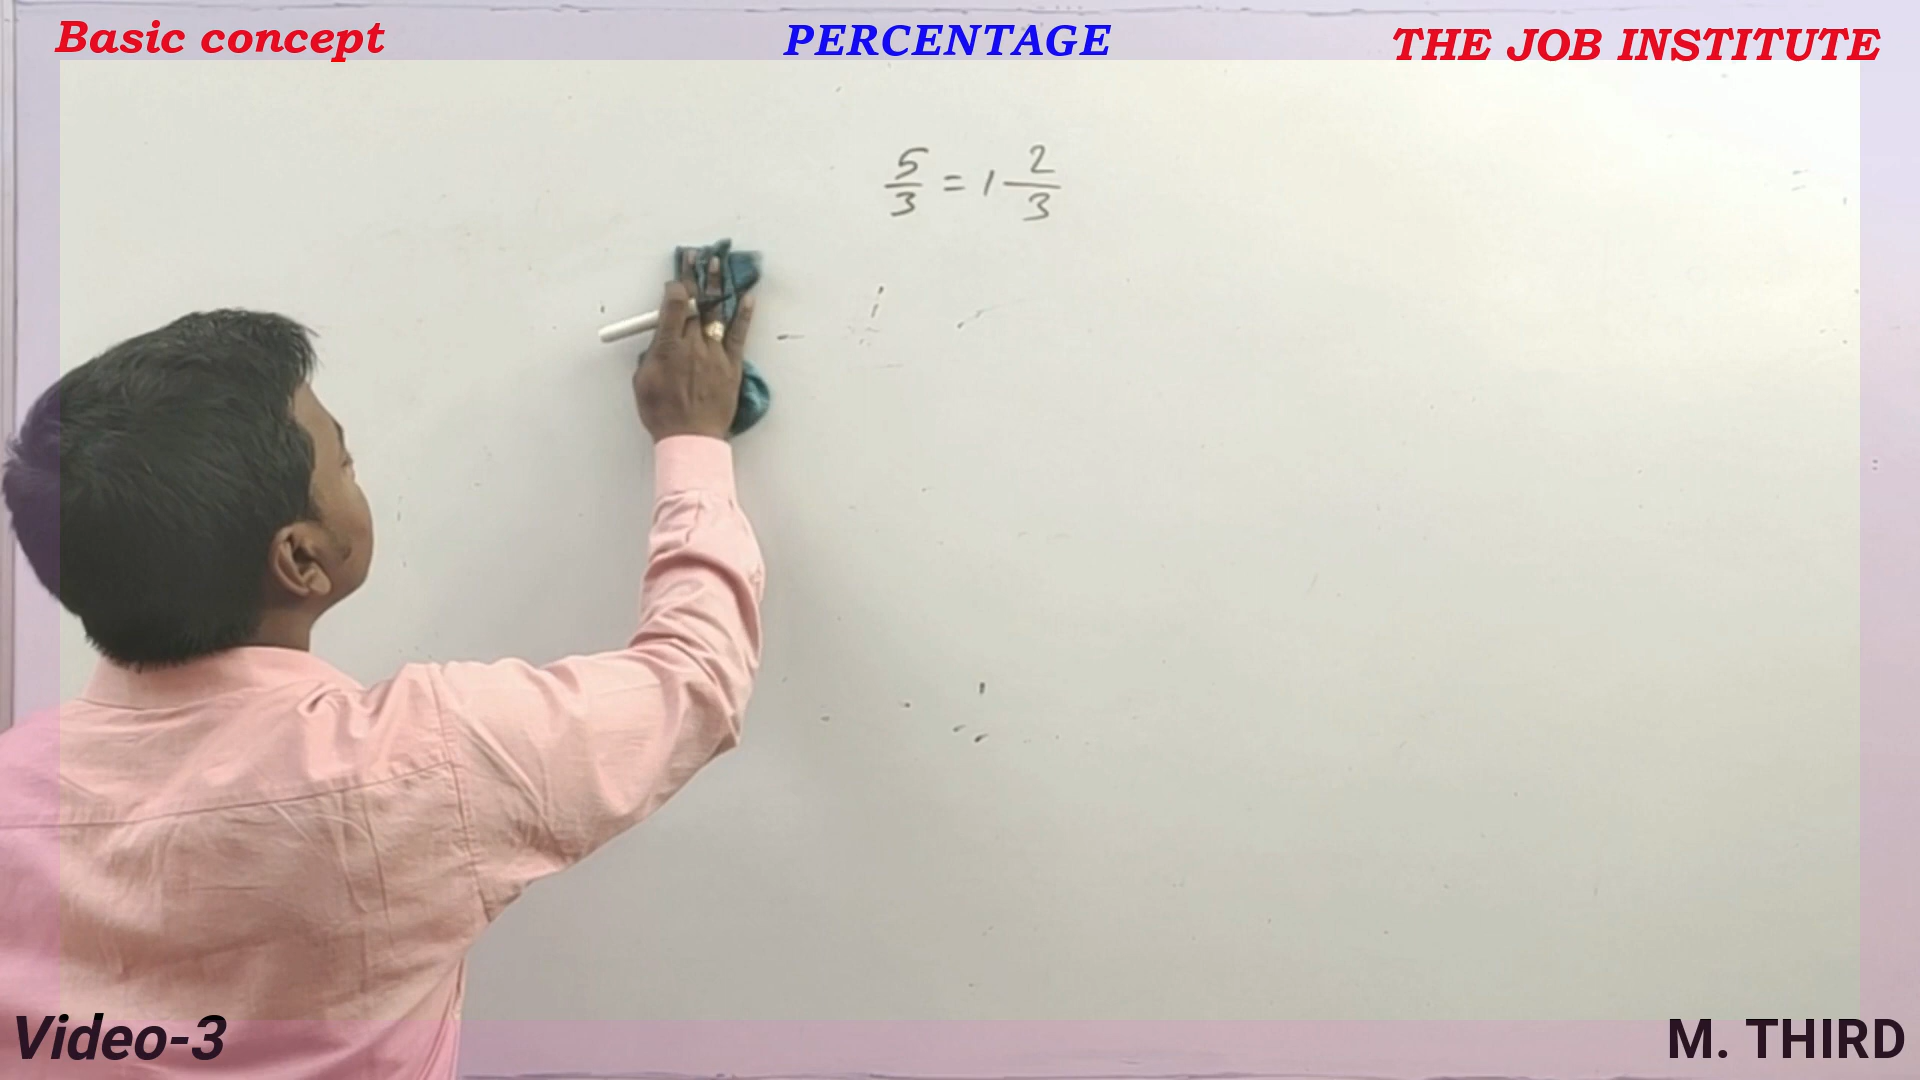 Basic concept
PERCENTAGE
THE JOB INSTITUTE
5/3 = 1 2/3
Video-3
M. THIRD